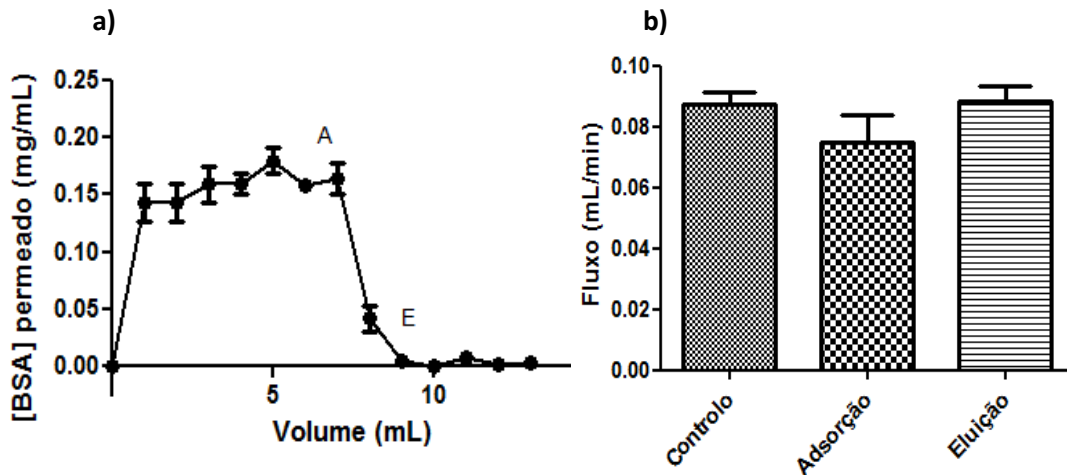 a)
[BSA] permeado (mg/mL)
0.25
0.20
0.15
0.10
0.05
0.00
A
E
5
10
Volume (mL)
b)
Fluxo (mL/min)
0.10
0.08
0.06
0.04
0.02
0.00
Controlo
Adsorção
Eluição